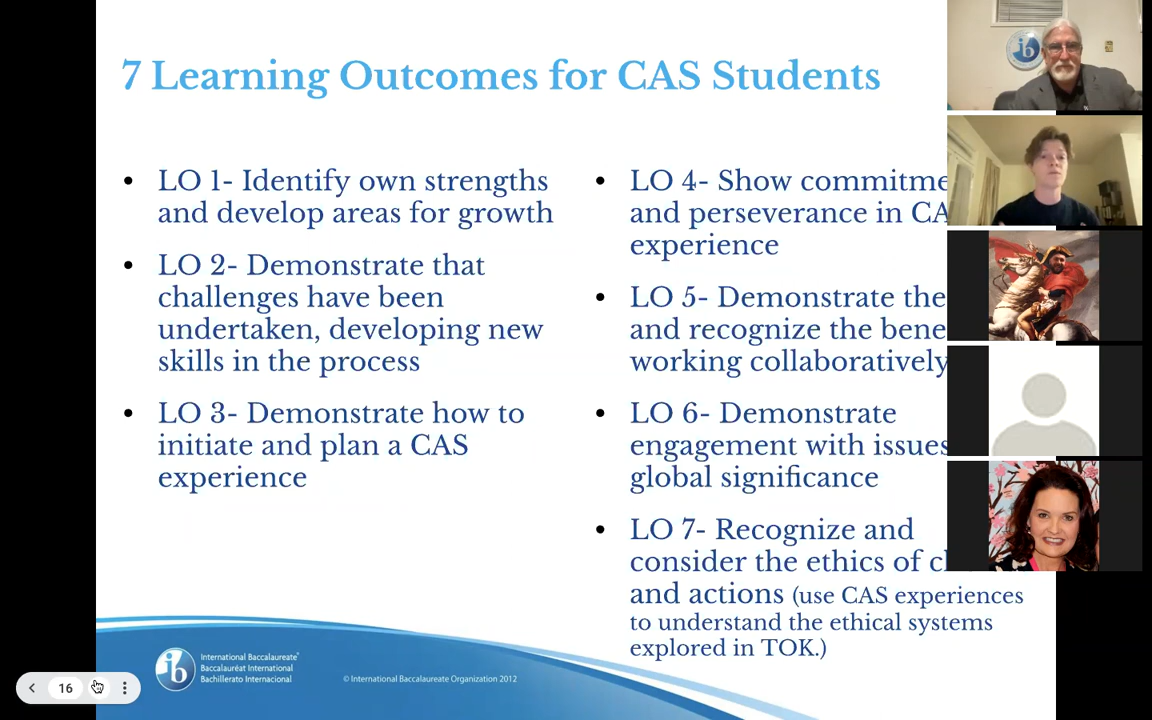 7 Learning Outcomes for CAS Students
• LO 1- Identify own strengths
and develop areas for growth
• LO 2- Demonstrate that
challenges have been
undertaken, developing new
skills in the process
• LO 3- Demonstrate how to
initiate and plan a CAS
experience
• LO 4- Show
and perseverance in
experience
• LO 5- Demonstrate the
and recognize the
working collaboratively
• LO 6- Demonstrate
engagement with issues
global significance
• LO 7- Recognize and
consider the ethics of
and actions (use CAS experiences
to understand the ethical systems
explored in TOK.)
ib
International Baccalaureate®
Baccalauréat International
Bachillerato Internacional
© International Baccalaureate Organization 2012
16
ib